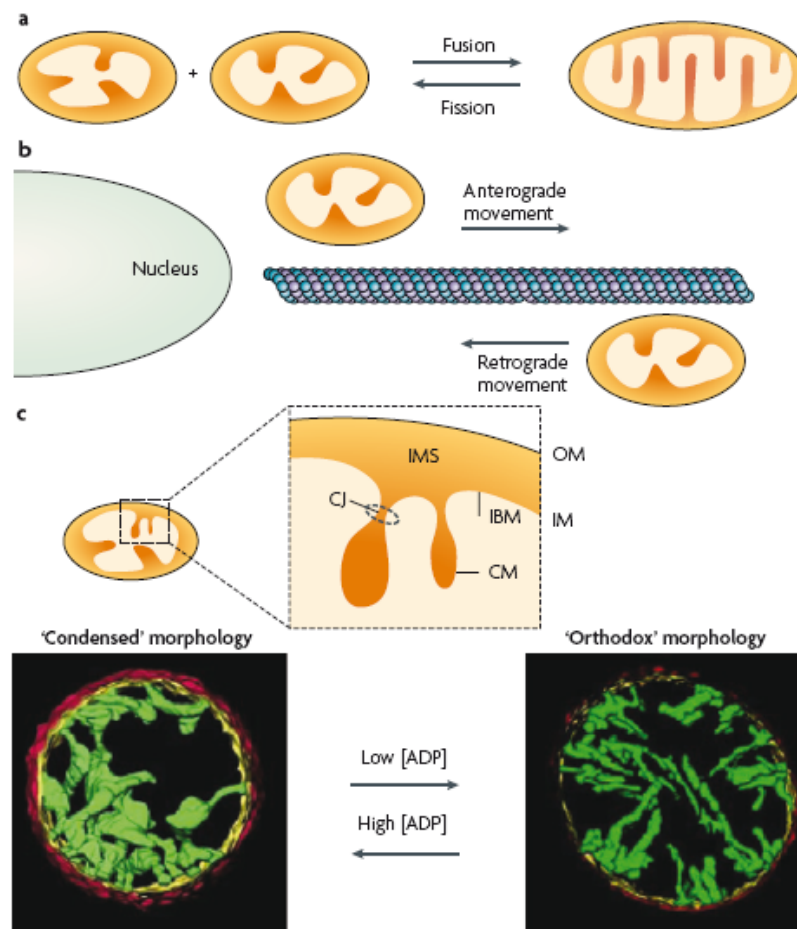 a
Fusion
+
Fission
b
Anterograde
movement
Nucleus
Retrograde
movement
c
IMS
OM
CJ
IBM
IM
CM
'Condensed' morphology
'Orthodox' morphology
Low [ADP]
High [ADP]